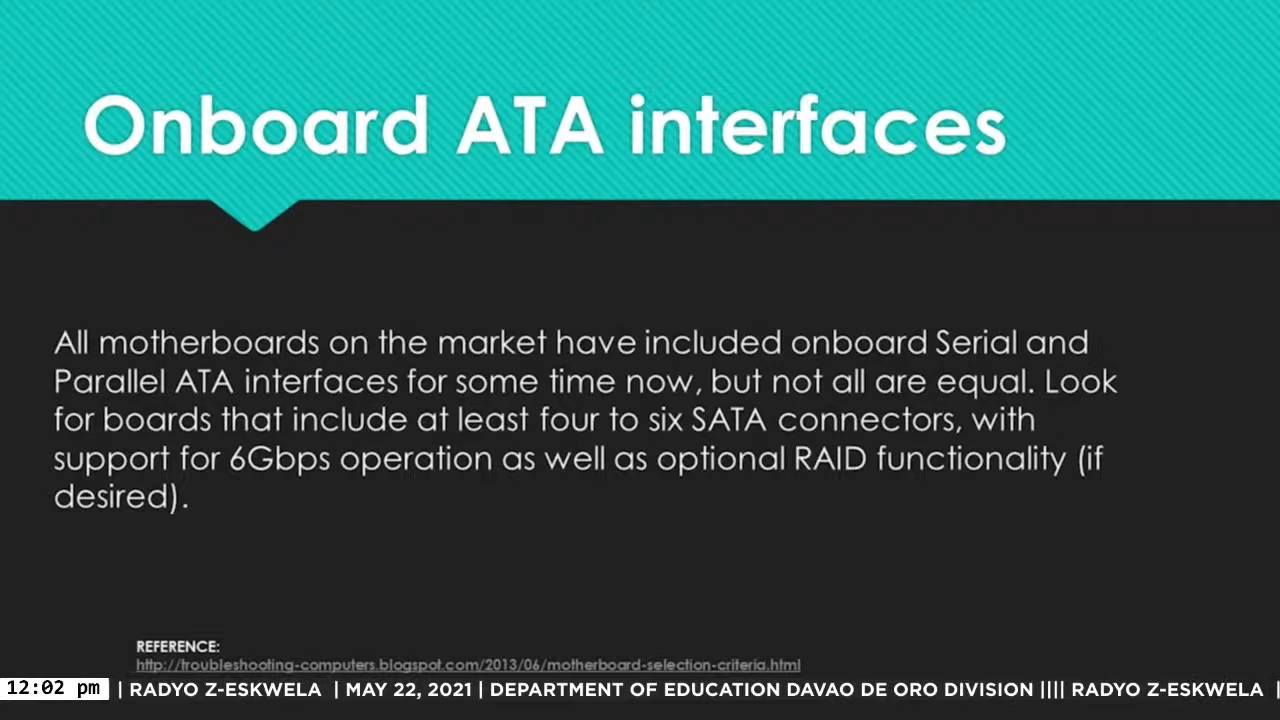 Onboard ATA interfaces
All motherboards on the market have included onboard Serial and
Parallel ATA interfaces for some time now, but not all are equal. Look
for boards that include at least four to six SATA connectors, with
support for 6Gbps operation as well as optional RAID functionality (if
desired).
REFERENCE:
http://troubleshooting-computers.blogspot.com/2013/06/motherboard-selection-criteria.html
12:02 pm | RADYO Z-ESKWELA | MAY 22, 2021 | DEPARTMENT OF EDUCATION DAVAO DE ORO DIVISION |||| RADYO Z-ESKWELA |